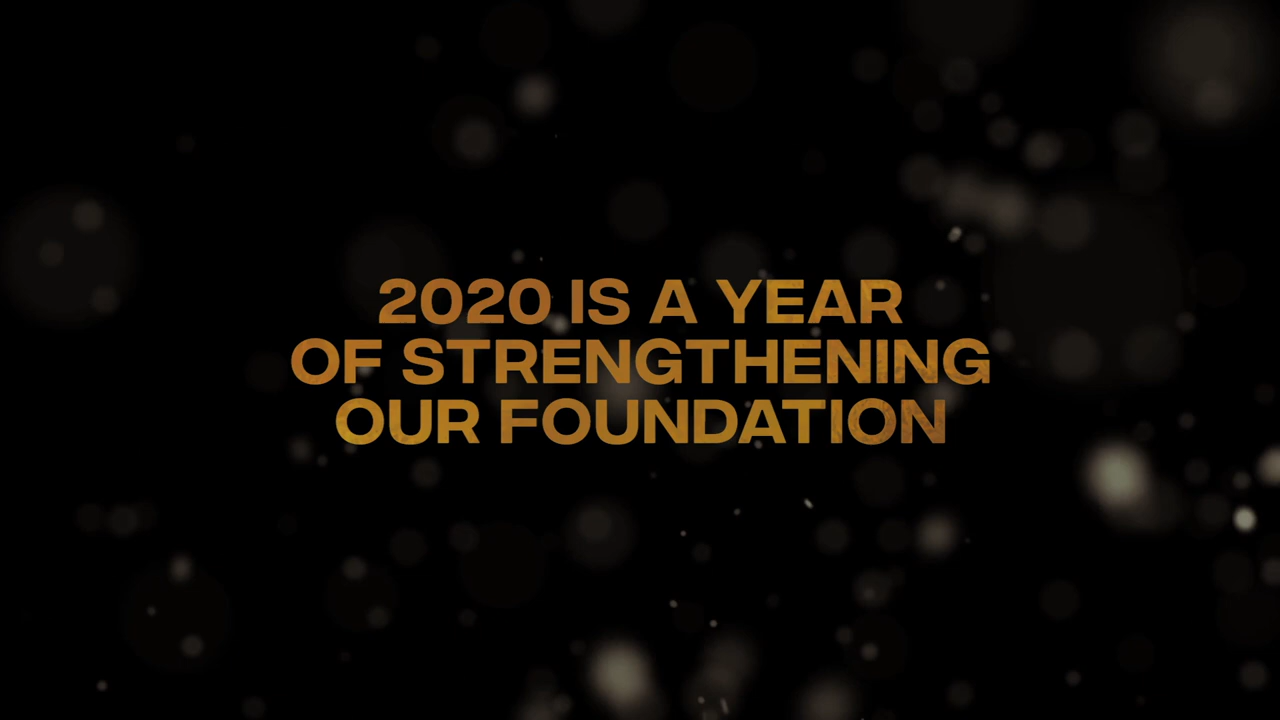 2020 IS A YEAR
OF STRENGTHENING
OUR FOUNDATION